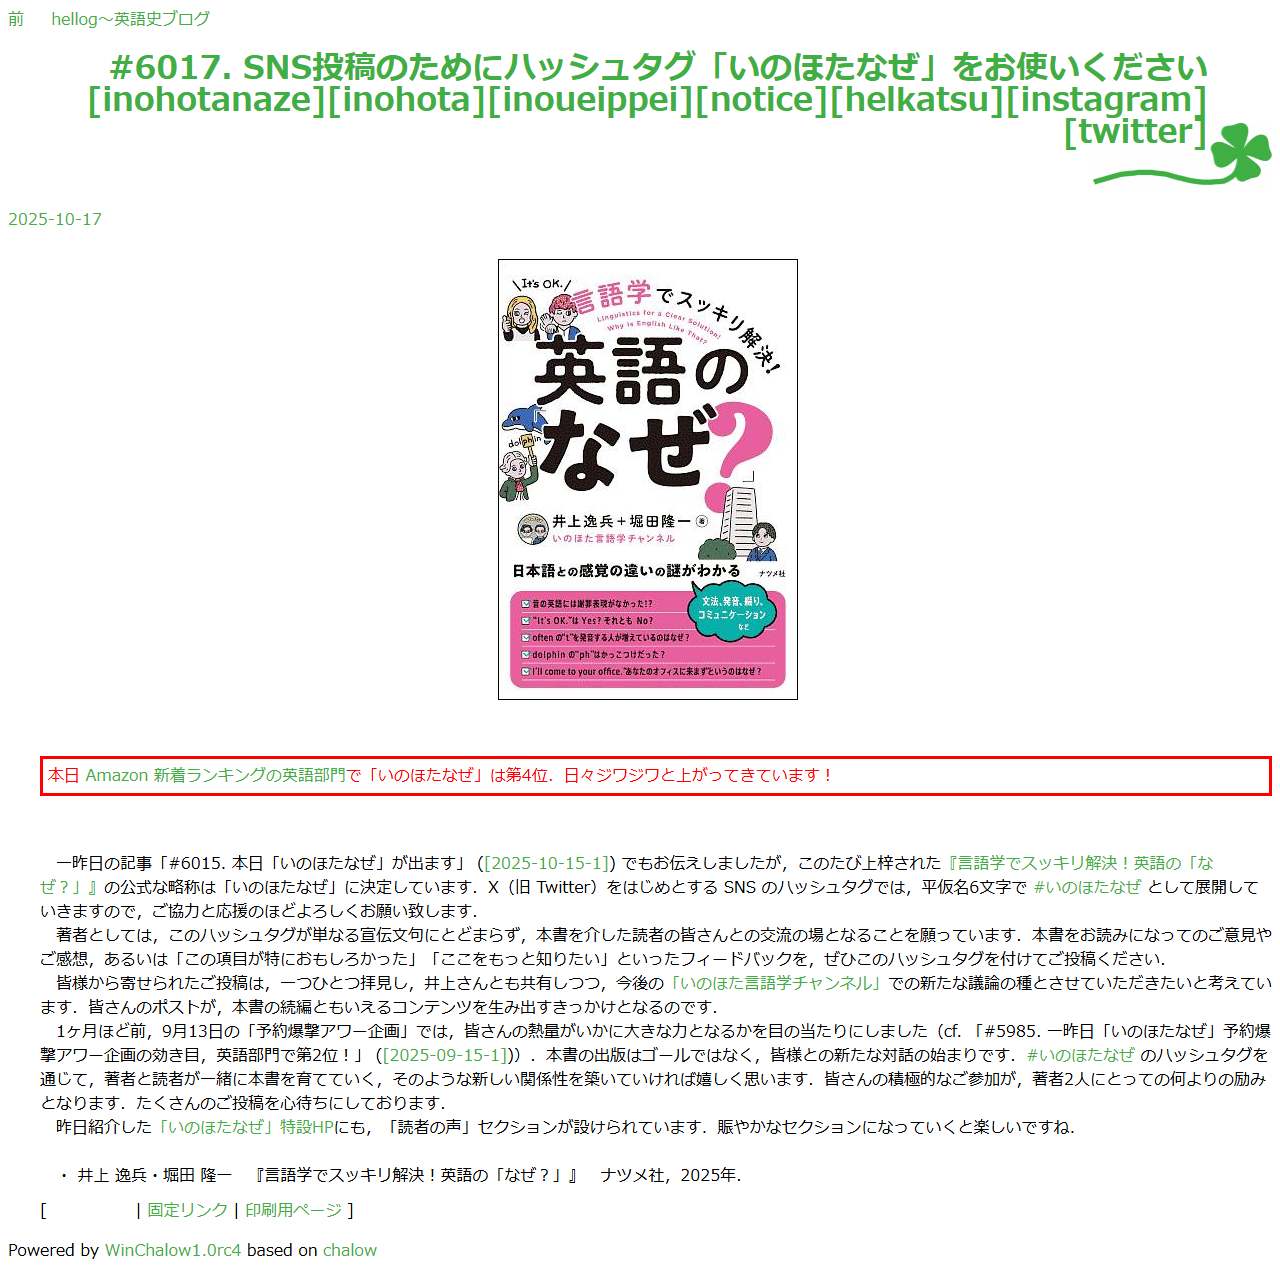 前 hellog～英語史ブログ
#6017. SNS投稿のためにハッシュタグ「いのほたなぜ」をお使いください
[inohotanaze][inohota][inoueippei][notice][helkatsu][instagram]
[twitter]
2025-10-17
It's OK.
言語学でスッキリ解決！
Linguistics for a Clear Solution!
Why is English Like That?
英語の
「なぜ？」
dolphin
井上逸兵＋堀田隆一 著
いのほた言語学チャンネル
日本語との感覚の違いの謎がわかる
ナツメ社
文法、発音、綴り、
コミュニケーション
など
昔の英語には謝罪表現がなかった!?
"It's OK."は Yes? それとも No?
often の"t"を発音する人が増えているのはなぜ？
dolphin の"ph"はかっこつけだった？
I'll come to your office."あなたのオフィスに来ます"というのはなぜ？
本日 Amazon 新着ランキングの英語部門で「いのほたなぜ」は第4位．日々ジワジワと上がってきています！
一昨日の記事「#6015. 本日「いのほたなぜ」が出ます」 ([2025-10-15-1]) でもお伝えしましたが，このたび上梓された『言語学でスッキリ解決！英語の「な
ぜ？」』の公式な略称は「いのほたなぜ」に決定しています．X（旧 Twitter）をはじめとする SNS のハッシュタグでは，平仮名6文字で #いのほたなぜ として展開して
いきますので，ご協力と応援のほどよろしくお願い致します．
著者としては，このハッシュタグが単なる宣伝文句にとどまらず，本書を介した読者の皆さんとの交流の場となることを願っています．本書をお読みになってのご意見や
ご感想，あるいは「この項目が特におもしろかった」「ここをもっと知りたい」といったフィードバックを，ぜひこのハッシュタグを付けてご投稿ください．
皆様から寄せられたご投稿は，一つひとつ拝見し，井上さんとも共有しつつ，今後の「いのほた言語学チャンネル」での新たな議論の種とさせていただきたいと考えてい
ます．皆さんのポストが，本書の続編ともいえるコンテンツを生み出すきっかけとなるのです．
1ヶ月ほど前，9月13日の「予約爆撃アワー企画」では，皆さんの熱量がいかに大きな力となるかを目の当たりにしました（cf. 「#5985. 一昨日「いのほたなぜ」予約爆
撃アワー企画の効き目，英語部門で第2位！」 ([2025-09-15-1])）．本書の出版はゴールではなく，皆様との新たな対話の始まりです．#いのほたなぜ のハッシュタグを
通じて，著者と読者が一緒に本書を育てていく，そのような新しい関係性を築いていければ嬉しく思います．皆さんの積極的なご参加が，著者2人にとっての何よりの励み
となります．たくさんのご投稿を心待ちにしております．
昨日紹介した「いのほたなぜ」特設HPにも，「読者の声」セクションが設けられています．賑やかなセクションになっていくと楽しいですね．
・ 井上 逸兵・堀田 隆一 『言語学でスッキリ解決！英語の「なぜ？」』 ナツメ社，2025年．
[ | 固定リンク | 印刷用ページ ]
Powered by WinChalow1.0rc4 based on chalow